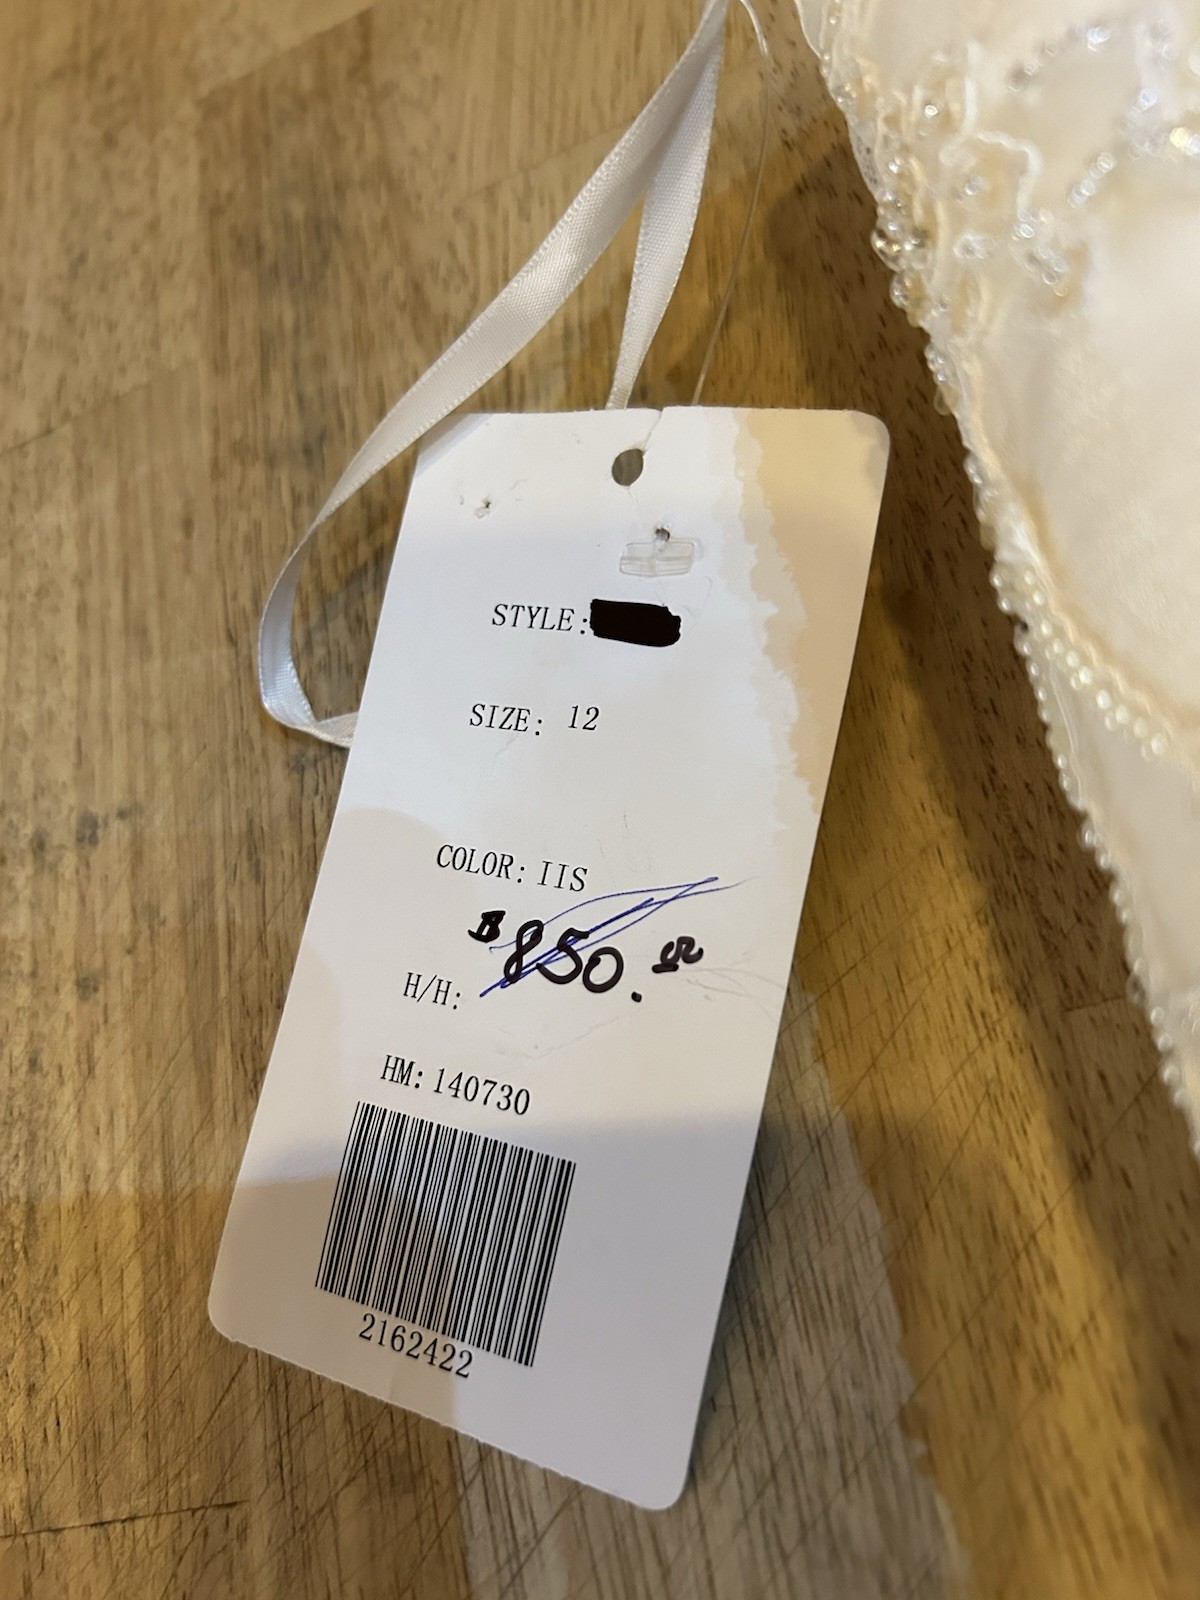 STYLE:
SIZE: 12
COLOR: IIS
$850.00
H/H:
HM: 140730
2162422